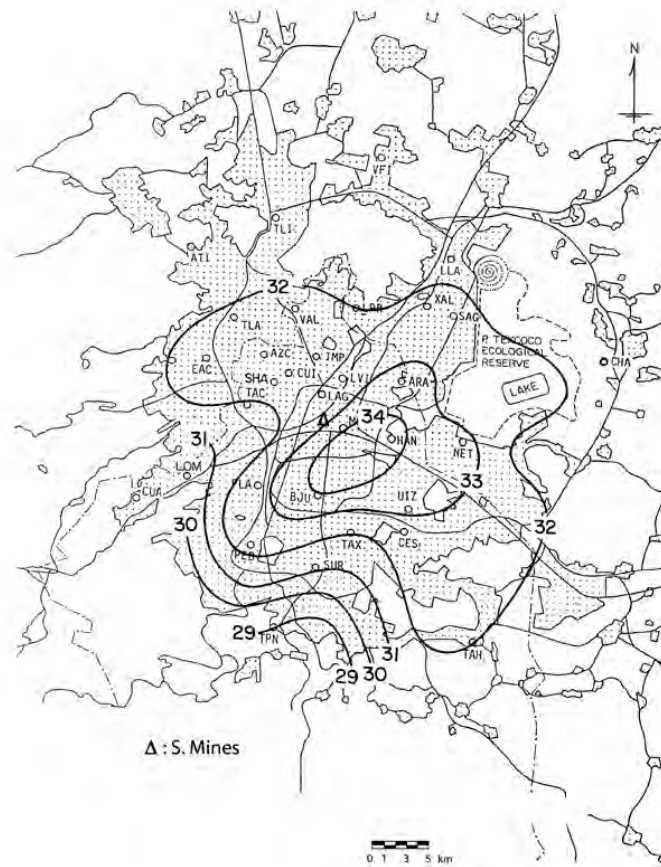 N
VFI
TLI
ATI
LLA
32
XAL
VAL
SAG
TLA
P. TEXCOCO
ECOLOGICAL
RESERVE
AZC
IMP
CHA
EAC
CUI
LVI
SHA
ARA
LAKE
TAC
LAG
34
Δ
HAN
31
NET
LOM
33
CUA
PLA
BJU
UIZ
30
32
TAX
CES
PED
SUR
29
TPN
31
TAH
29
30
Δ : S. Mines
0 1 3 5 km